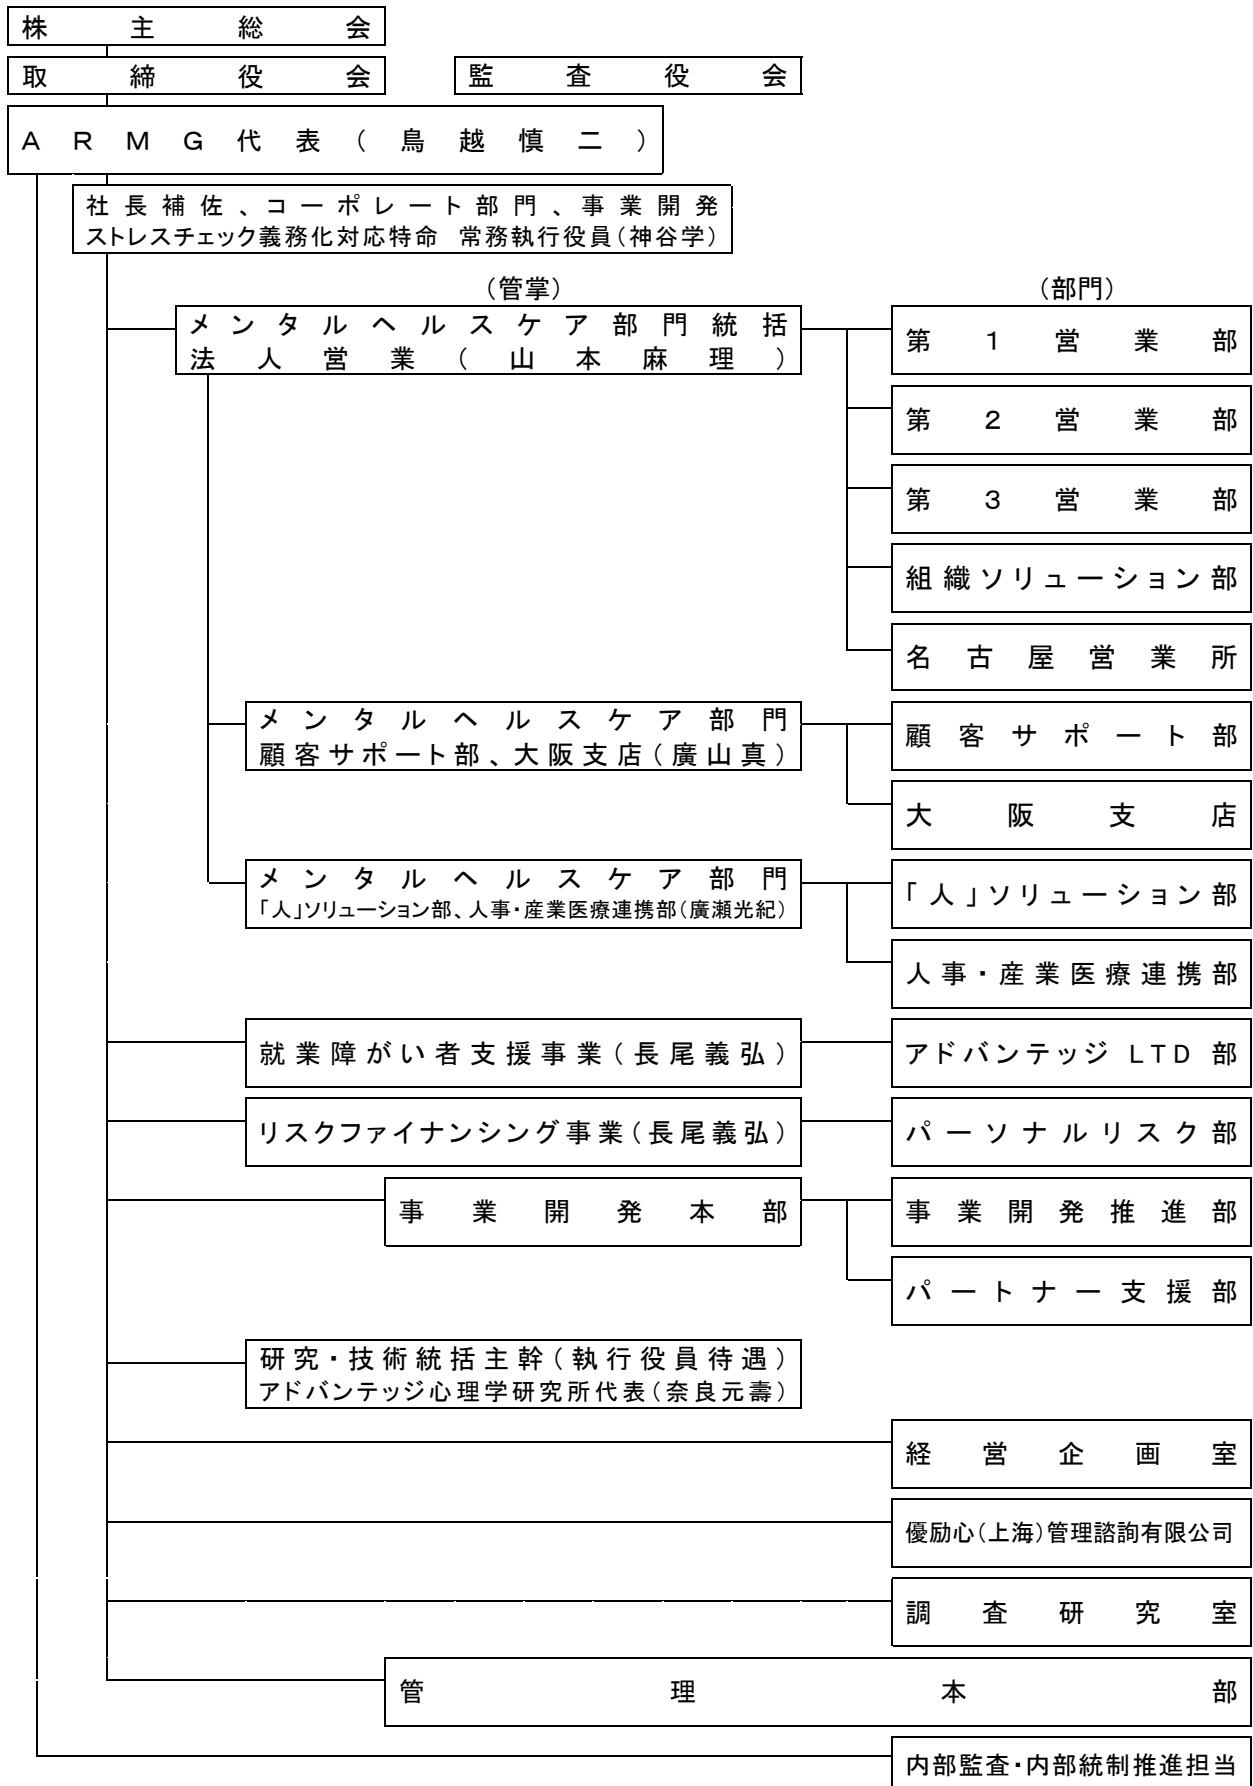 株主総会
取締役会
監査役会
ＡＲＭＧ代表（鳥越慎二）
社長補佐、コーポレート部門、事業開発
ストレスチェック義務化対応特命 常務執行役員（神谷学）
（管掌）
（部門）
メンタルヘルスケア部門統括
法人営業（山本麻理）
第１営業部
第２営業部
第３営業部
組織ソリューション部
名古屋営業所
メンタルヘルスケア部門
顧客サポート部、大阪支店（廣山真）
顧客サポート部
大阪支店
メンタルヘルスケア部門
「人」ソリューション部、人事・産業医療連携部（廣瀬光紀）
「人」ソリューション部
人事・産業医療連携部
就業障がい者支援事業（長尾義弘）
アドバンテッジ ＬＴＤ 部
リスクファイナンシング事業（長尾義弘）
パーソナルリスク部
事業開発本部
事業開発推進部
パートナー支援部
研究・技術統括主幹（執行役員待遇）
アドバンテッジ心理学研究所代表（奈良元壽）
経営企画室
優励心（上海）管理諮詢有限公司
調査研究室
管理本部
内部監査・内部統制推進担当